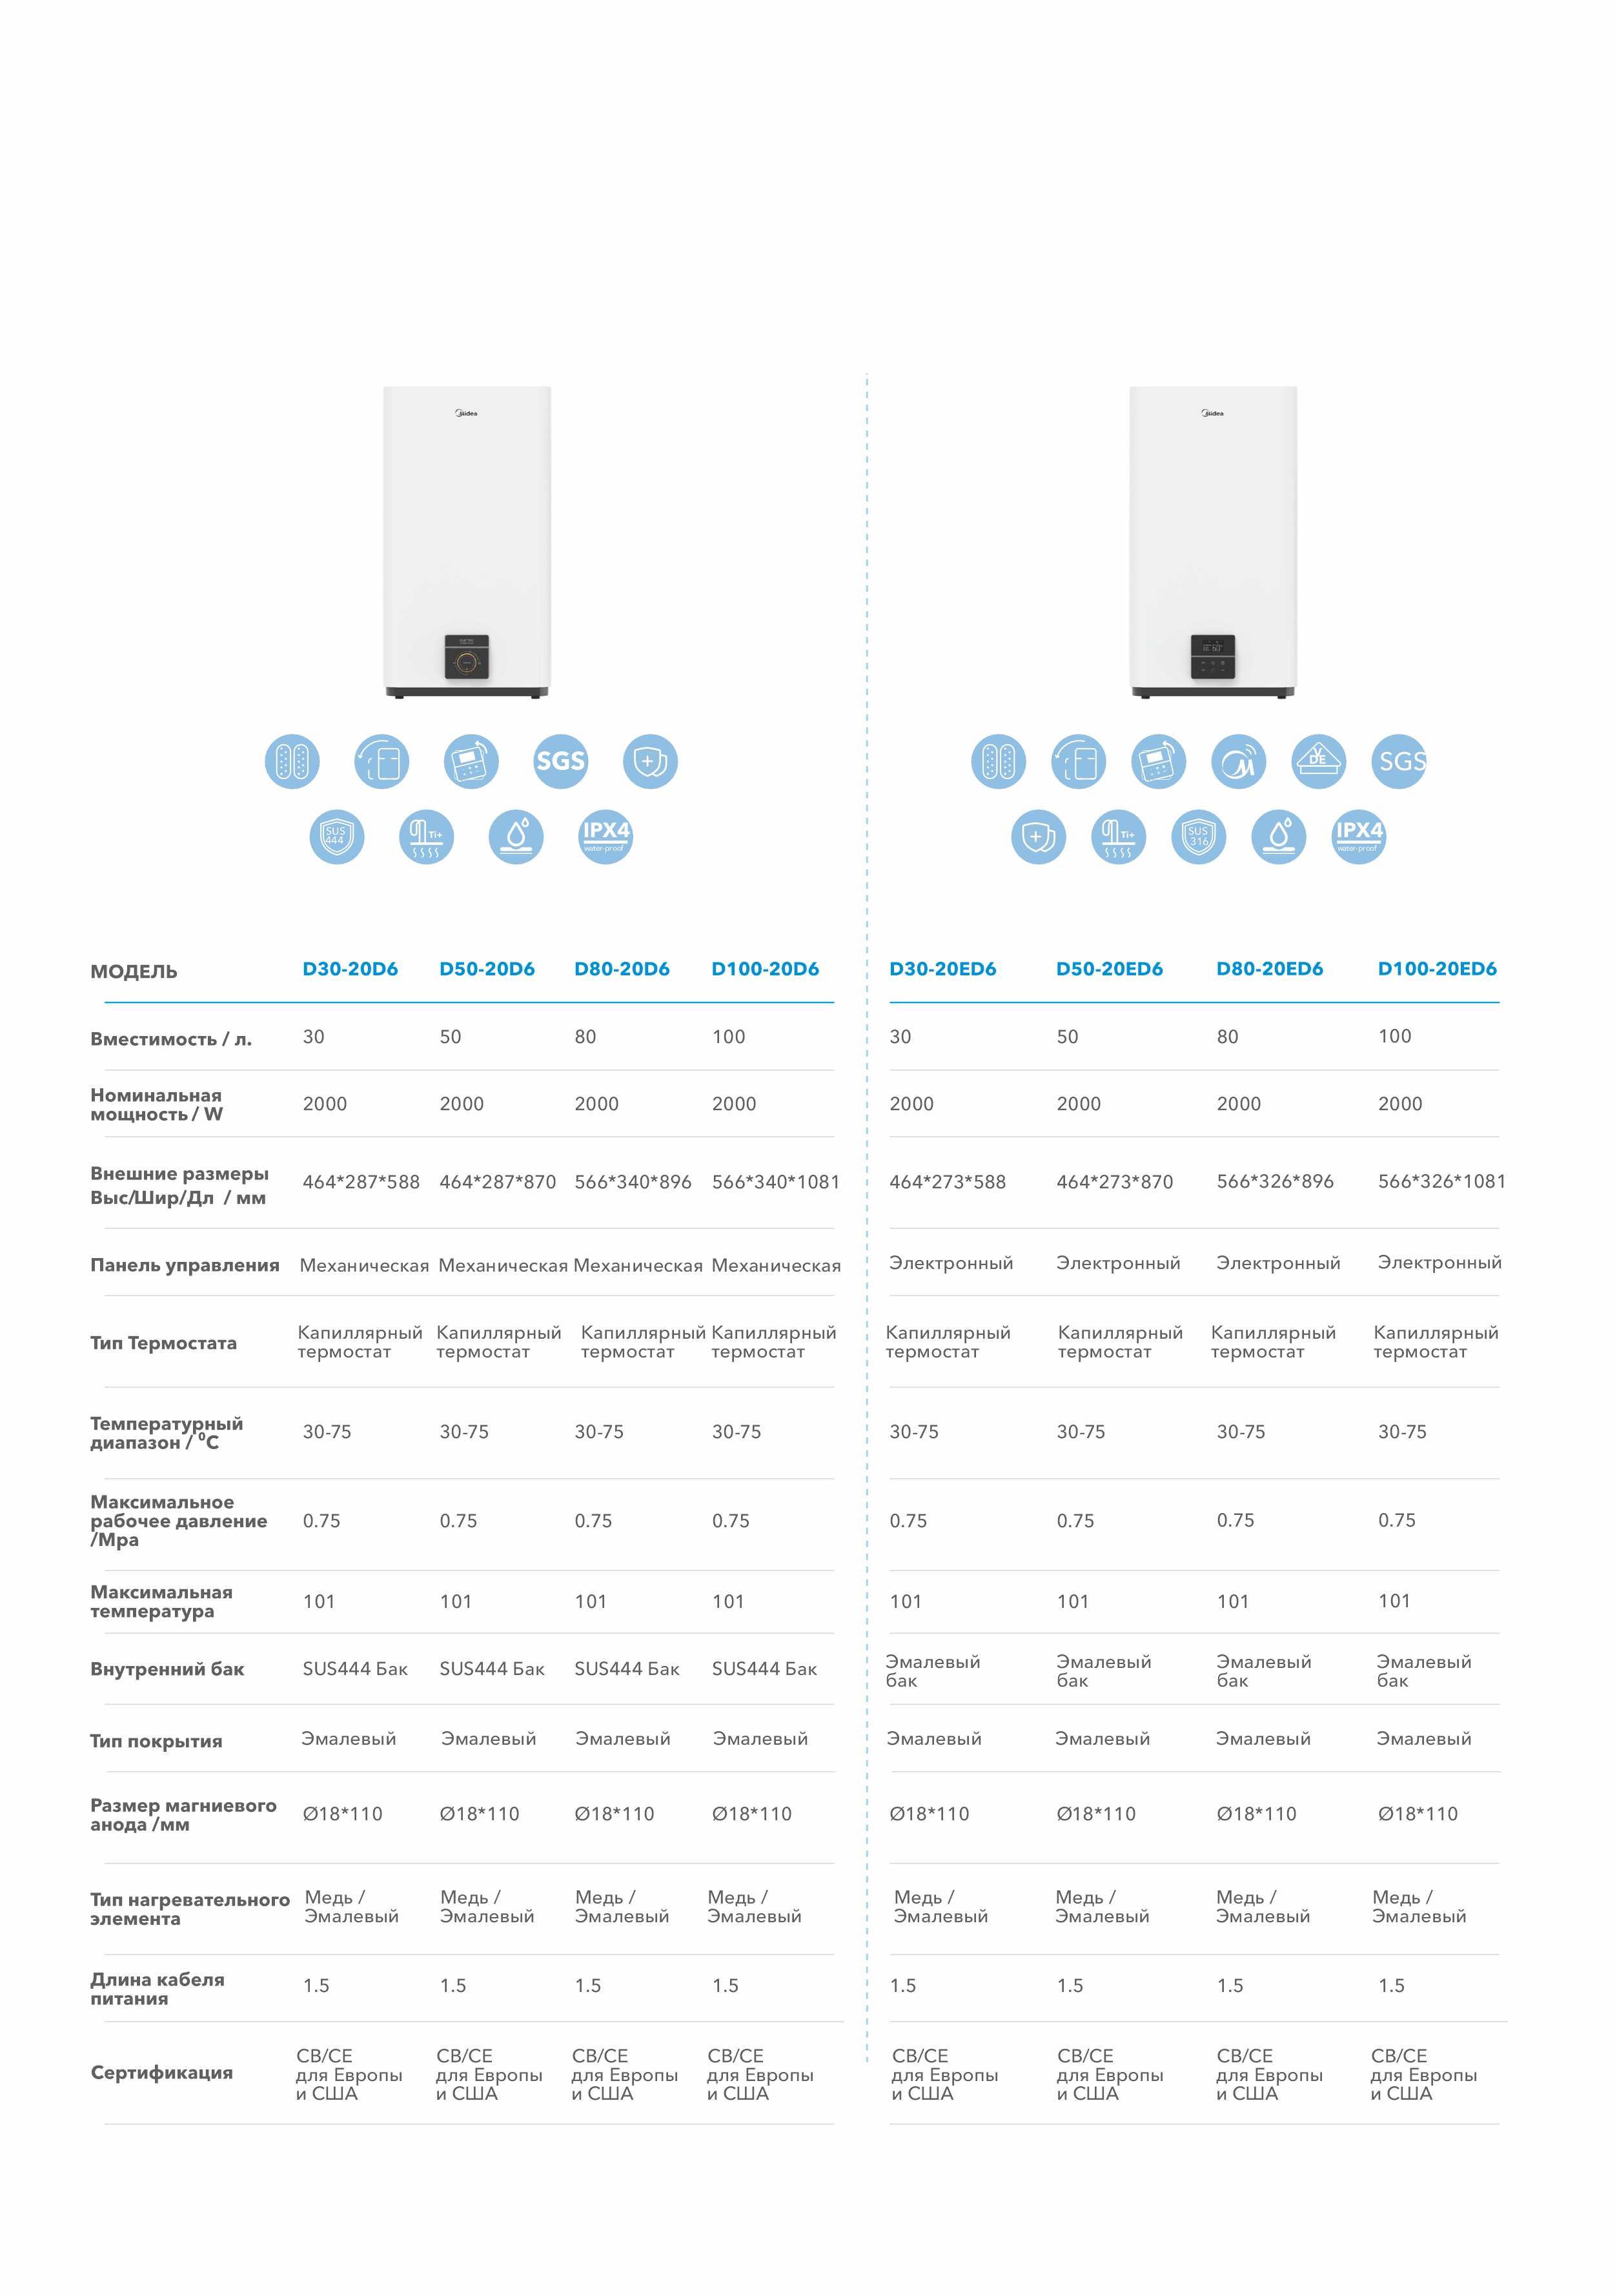 Midea
Midea
SGS
V
DE
SGS
SUS
444
Ti+
IPX4
water-proof
Ti+
SUS
316
IPX4
water-proof
МОДЕЛЬ D30-20D6 D50-20D6 D80-20D6 D100-20D6 D30-20ED6 D50-20ED6 D80-20ED6 D100-20ED6
Вместимость / л. 30 50 80 100 30 50 80 100
Номинальная
мощность / W 2000 2000 2000 2000 2000 2000 2000 2000
Внешние размеры
Выс/Шир/Дл / мм 464*287*588 464*287*870 566*340*896 566*340*1081 464*273*588 464*273*870 566*326*896 566*326*1081
Панель управления Механическая Механическая Механическая Механическая Электронный Электронный Электронный Электронный
Тип Термостата Капиллярный Капиллярный Капиллярный Капиллярный Капиллярный Капиллярный Капиллярный Капиллярный
термостат термостат термостат термостат термостат термостат термостат термостат
Температурный
диапазон / ⁰C 30-75 30-75 30-75 30-75 30-75 30-75 30-75 30-75
Максимальное
рабочее давление 0.75 0.75 0.75 0.75 0.75 0.75 0.75 0.75
/Mpa
Максимальная
температура 101 101 101 101 101 101 101 101
Внутренний бак SUS444 Бак SUS444 Бак SUS444 Бак SUS444 Бак Эмалевый Эмалевый Эмалевый Эмалевый
бак бак бак бак
Тип покрытия Эмалевый Эмалевый Эмалевый Эмалевый Эмалевый Эмалевый Эмалевый Эмалевый
Размер магниевого
анода /мм Ø18*110 Ø18*110 Ø18*110 Ø18*110 Ø18*110 Ø18*110 Ø18*110 Ø18*110
Тип нагревательного Медь / Медь / Медь / Медь / Медь / Медь / Медь / Медь /
элемента Эмалевый Эмалевый Эмалевый Эмалевый Эмалевый Эмалевый Эмалевый Эмалевый
Длина кабеля
питания 1.5 1.5 1.5 1.5 1.5 1.5 1.5 1.5
CB/CE CB/CE CB/CE CB/CE CB/CE CB/CE CB/CE CB/CE
Сертификация для Европы для Европы для Европы для Европы для Европы для Европы для Европы для Европы
и США и США и США и США и США и США и США и США